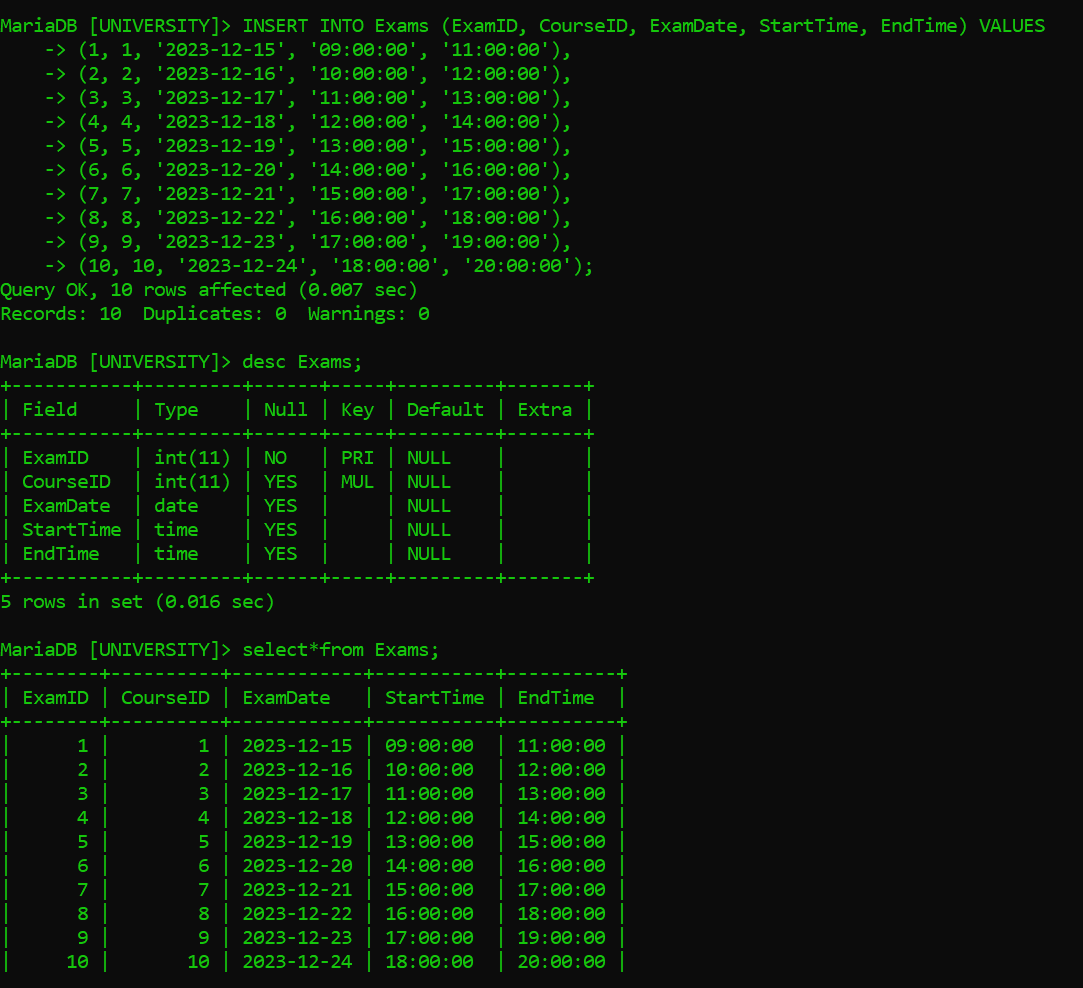 MariaDB [UNIVERSITY]> INSERT INTO Exams (ExamID, CourseID, ExamDate, StartTime, EndTime) VALUES
    -> (1, 1, '2023-12-15', '09:00:00', '11:00:00'),
    -> (2, 2, '2023-12-16', '10:00:00', '12:00:00'),
    -> (3, 3, '2023-12-17', '11:00:00', '13:00:00'),
    -> (4, 4, '2023-12-18', '12:00:00', '14:00:00'),
    -> (5, 5, '2023-12-19', '13:00:00', '15:00:00'),
    -> (6, 6, '2023-12-20', '14:00:00', '16:00:00'),
    -> (7, 7, '2023-12-21', '15:00:00', '17:00:00'),
    -> (8, 8, '2023-12-22', '16:00:00', '18:00:00'),
    -> (9, 9, '2023-12-23', '17:00:00', '19:00:00'),
    -> (10, 10, '2023-12-24', '18:00:00', '20:00:00');
Query OK, 10 rows affected (0.007 sec)
Records: 10  Duplicates: 0  Warnings: 0

MariaDB [UNIVERSITY]> desc Exams;
+-----------+---------+------+-----+---------+-------+
| Field     | Type    | Null | Key | Default | Extra |
+-----------+---------+------+-----+---------+-------+
| ExamID    | int(11) | NO   | PRI | NULL    |       |
| CourseID  | int(11) | YES  | MUL | NULL    |       |
| ExamDate  | date    | YES  |     | NULL    |       |
| StartTime | time    | YES  |     | NULL    |       |
| EndTime   | time    | YES  |     | NULL    |       |
+-----------+---------+------+-----+---------+-------+
5 rows in set (0.016 sec)

MariaDB [UNIVERSITY]> select*from Exams;
+--------+----------+------------+-----------+----------+
| ExamID | CourseID | ExamDate   | StartTime | EndTime  |
+--------+----------+------------+-----------+----------+
|      1 |        1 | 2023-12-15 | 09:00:00  | 11:00:00 |
|      2 |        2 | 2023-12-16 | 10:00:00  | 12:00:00 |
|      3 |        3 | 2023-12-17 | 11:00:00  | 13:00:00 |
|      4 |        4 | 2023-12-18 | 12:00:00  | 14:00:00 |
|      5 |        5 | 2023-12-19 | 13:00:00  | 15:00:00 |
|      6 |        6 | 2023-12-20 | 14:00:00  | 16:00:00 |
|      7 |        7 | 2023-12-21 | 15:00:00  | 17:00:00 |
|      8 |        8 | 2023-12-22 | 16:00:00  | 18:00:00 |
|      9 |        9 | 2023-12-23 | 17:00:00  | 19:00:00 |
|     10 |       10 | 2023-12-24 | 18:00:00  | 20:00:00 |